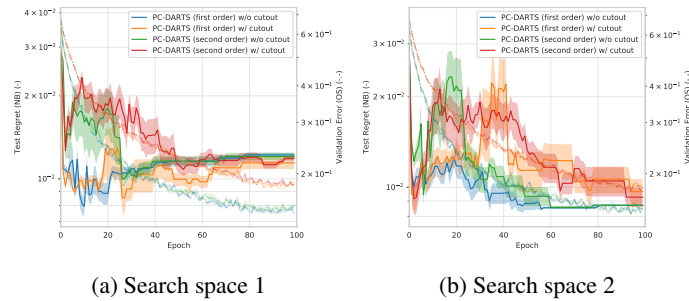 PC-DARTS (first order) w/o cutout
PC-DARTS (first order) w/ cutout
PC-DARTS (second order) w/o cutout
PC-DARTS (second order) w/ cutout
Test Regret (NB) (-)
4 × 10⁻²
2 × 10⁻²
10⁻²
Validation Error (OS) (-.-)
6 × 10⁻¹
4 × 10⁻¹
3 × 10⁻¹
2 × 10⁻¹
0 20 40 60 80 100
Epoch
(a) Search space 1
PC-DARTS (first order) w/o cutout
PC-DARTS (first order) w/ cutout
PC-DARTS (second order) w/o cutout
PC-DARTS (second order) w/ cutout
Test Regret (NB) (-)
3 × 10⁻²
2 × 10⁻²
10⁻²
Validation Error (OS) (-.-)
6 × 10⁻¹
4 × 10⁻¹
3 × 10⁻¹
2 × 10⁻¹
0 20 40 60 80 100
Epoch
(b) Search space 2